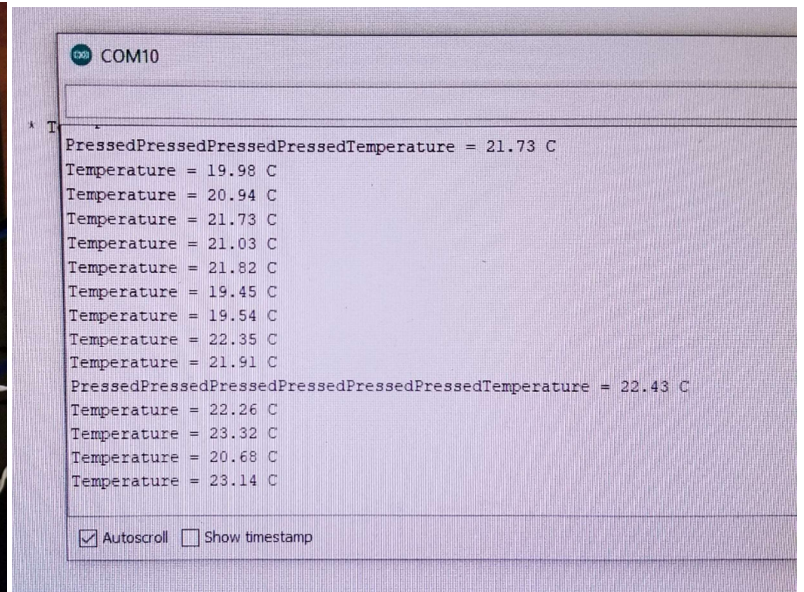 COM10
* T
PressedPressedPressedPressedTemperature = 21.73 C
Temperature = 19.98 C
Temperature = 20.94 C
Temperature = 21.73 C
Temperature = 21.03 C
Temperature = 21.82 C
Temperature = 19.45 C
Temperature = 19.54 C
Temperature = 22.35 C
Temperature = 21.91 C
PressedPressedPressedPressedPressedPressedTemperature = 22.43 C
Temperature = 22.26 C
Temperature = 23.32 C
Temperature = 20.68 C
Temperature = 23.14 C
Autoscroll Show timestamp